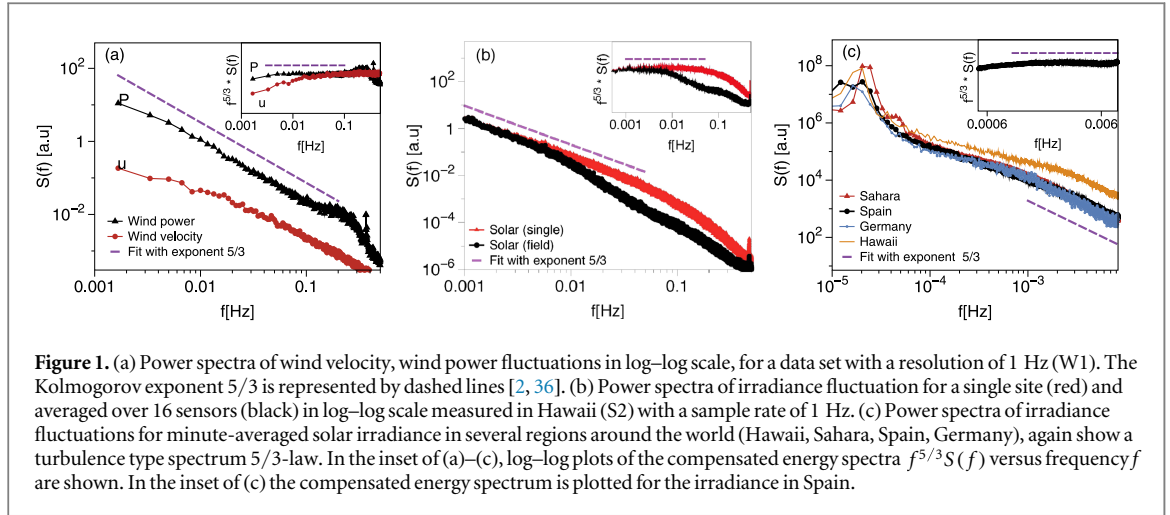 (a)
10²
1
10⁻²
S(f) [a.u]
P
u
0.001
0.01
0.1
f[Hz]
Wind power
Wind velocity
Fit with exponent 5/3
f^5/3 * S(f)
P
u
0.001
0.01
0.1
f[Hz]
(b)
10²
1
10⁻²
10⁻⁴
10⁻⁶
S(f) [a.u]
0.001
0.01
0.1
f[Hz]
Solar (single)
Solar (field)
Fit with exponent 5/3
f^5/3 * S(f)
0.001
0.01
0.1
f[Hz]
(c)
10⁸
10⁶
10⁴
10²
S(f) [a.u]
10⁻⁵
10⁻⁴
10⁻³
f[Hz]
Sahara
Spain
Germany
Hawaii
Fit with exponent 5/3
f^5/3 * S(f)
0.0006
0.006
f[Hz]
Figure 1. (a) Power spectra of wind velocity, wind power fluctuations in log–log scale, for a data set with a resolution of 1 Hz (W1). The
Kolmogorov exponent 5/3 is represented by dashed lines [2, 36]. (b) Power spectra of irradiance fluctuation for a single site (red) and
averaged over 16 sensors (black) in log–log scale measured in Hawaii (S2) with a sample rate of 1 Hz. (c) Power spectra of irradiance
fluctuations for minute-averaged solar irradiance in several regions around the world (Hawaii, Sahara, Spain, Germany), again show a
turbulence type spectrum 5/3-law. In the inset of (a)–(c), log–log plots of the compensated energy spectra f^5/3 S(f) versus frequency f
are shown. In the inset of (c) the compensated energy spectrum is plotted for the irradiance in Spain.